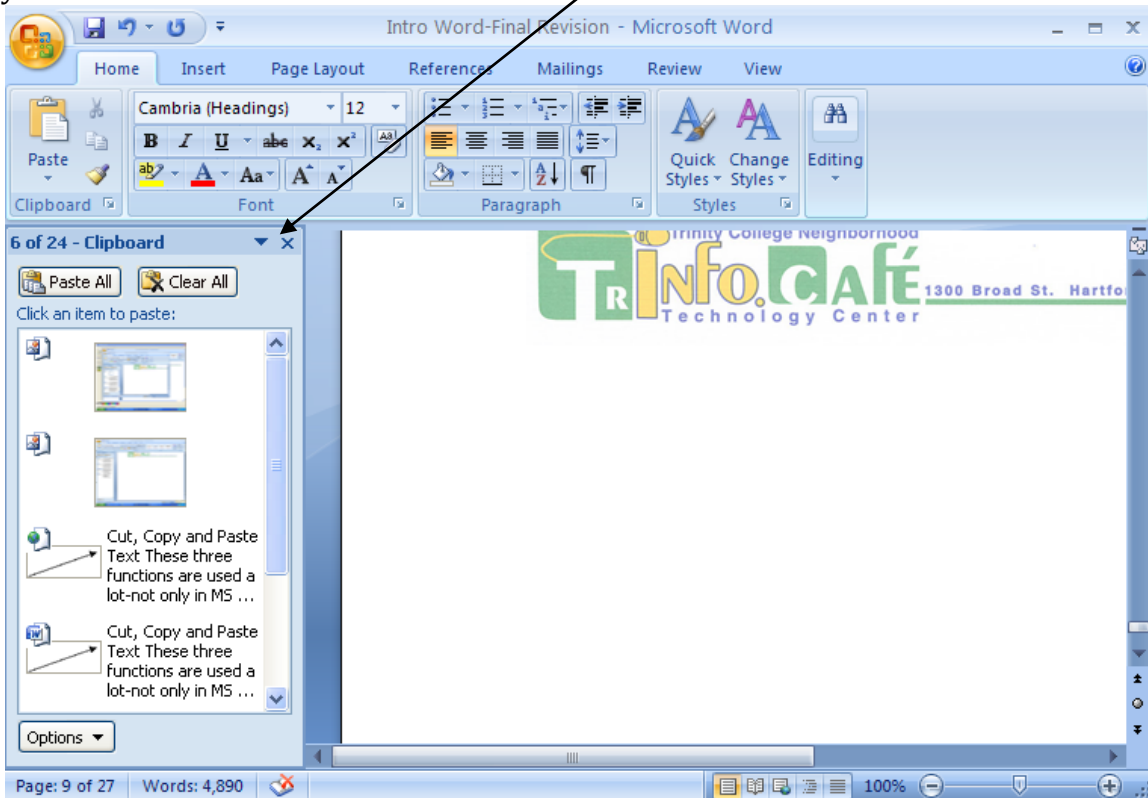 y
Intro Word-Final Revision - Microsoft Word
Home Insert Page Layout References Mailings Review View
Cambria (Headings) 12
B I U abe X₂ X² Aa
Paste ab A Aa A A Quick Styles Change Styles Editing
Clipboard Font Paragraph Styles
6 of 24 - Clipboard
Paste All Clear All
Click an item to paste:
Cut, Copy and Paste
Text These three
functions are used a
lot-not only in MS ...
Cut, Copy and Paste
Text These three
functions are used a
lot-not only in MS ...
Options
Trinity College Neighborhood
TRINfO.CAfÉ
1300 Broad St. Hartfo
Technology Center
Page: 9 of 27 Words: 4,890 100%